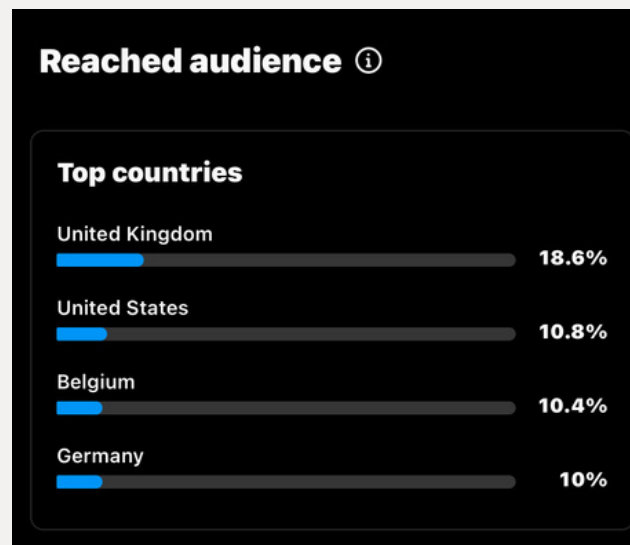 Reached audience
Top countries
United Kingdom
18.6%
United States
10.8%
Belgium
10.4%
Germany
10%